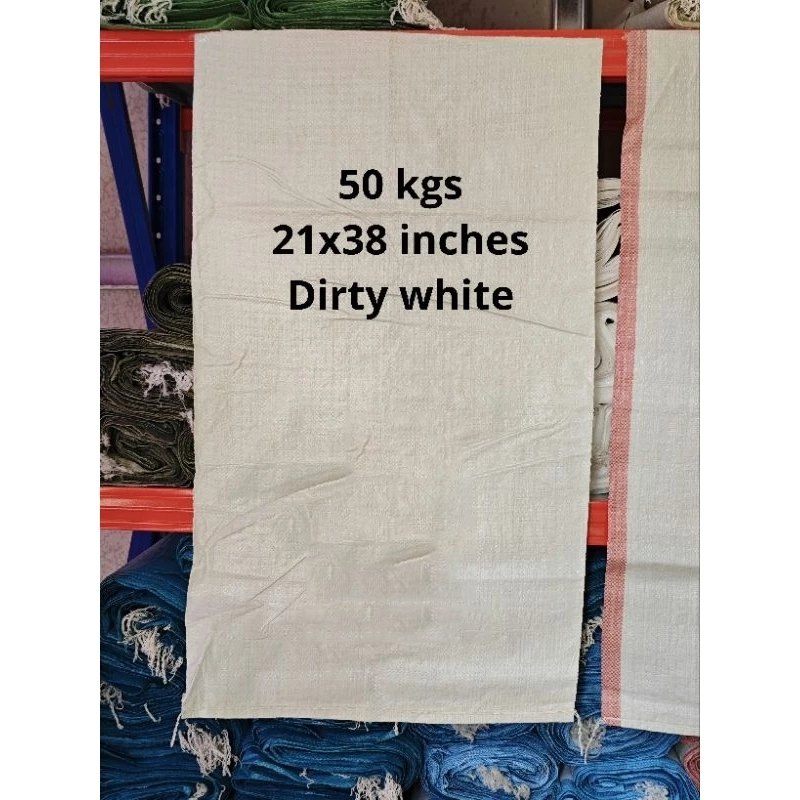 50 kgs
21x38 inches
Dirty white